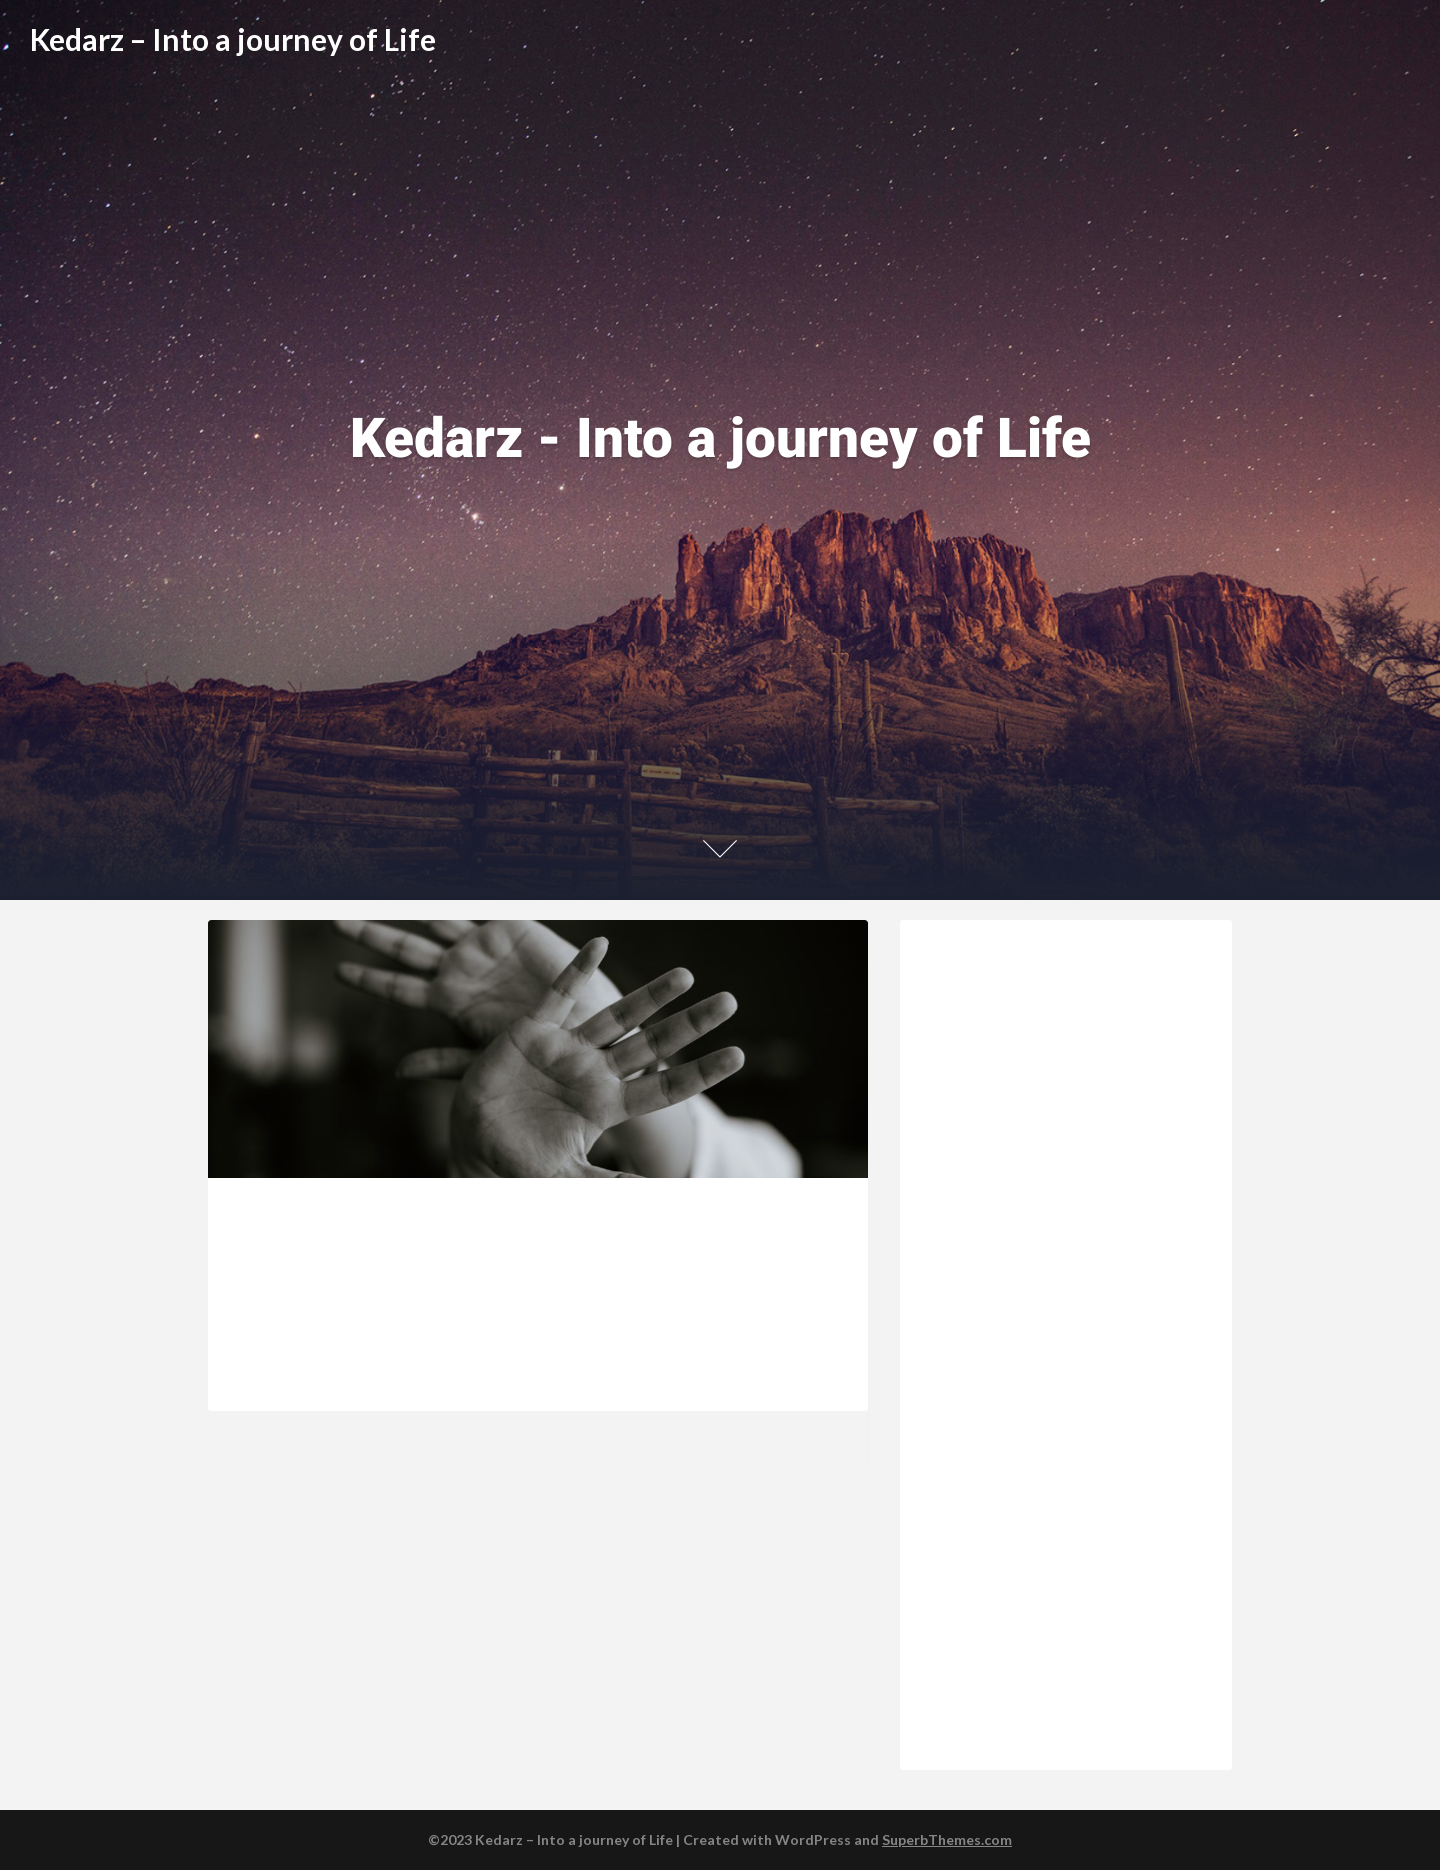 Kedarz – Into a journey of Life
Kedarz - Into a journey of Life
©2023 Kedarz – Into a journey of Life | Created with WordPress and SuperbThemes.com